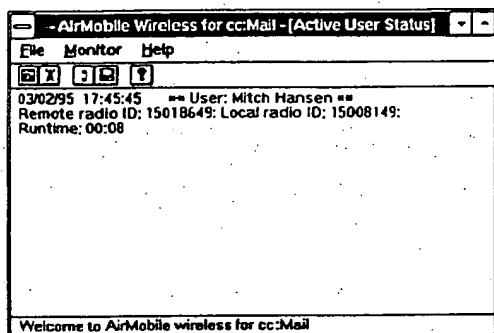 - AirMobile Wireless for cc:Mail - [Active User Status]
File Monitor Help
03/02/95 17:45:45 ** User: Mitch Hansen **
Remote radio ID: 15018649: Local radio ID: 15008149:
Runtime: 00:08
Welcome to AirMobile wireless for cc:Mail